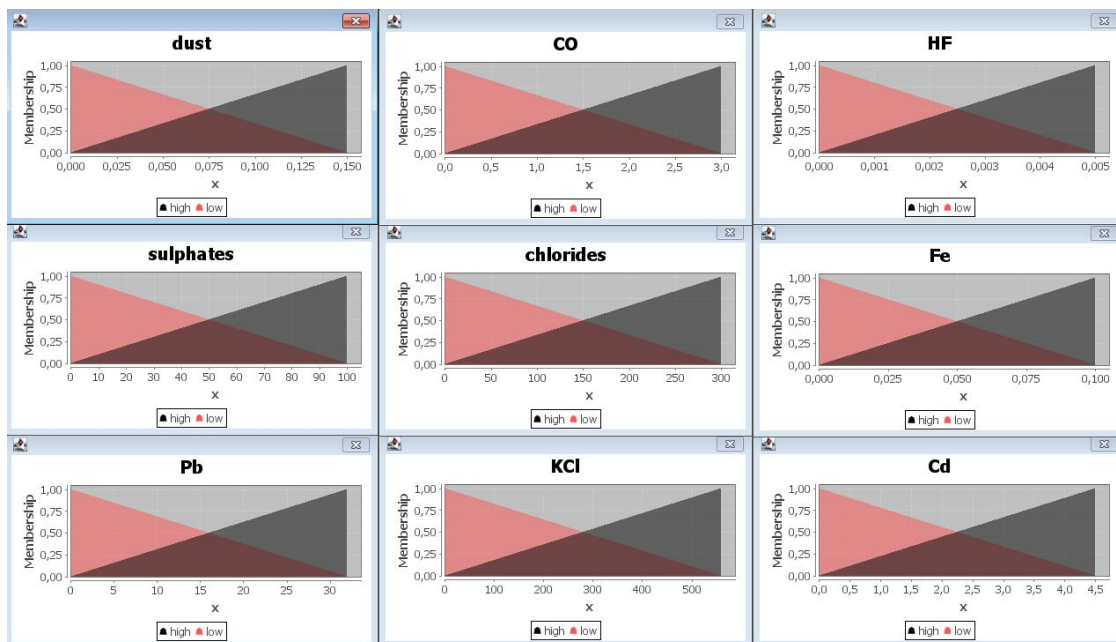 dust
Membership
1,00
0,75
0,50
0,25
0,00
0,000 0,025 0,050 0,075 0,100 0,125 0,150
x
high low
CO
Membership
1,00
0,75
0,50
0,25
0,00
0,0 0,5 1,0 1,5 2,0 2,5 3,0
x
high low
HF
Membership
1,00
0,75
0,50
0,25
0,00
0,000 0,001 0,002 0,003 0,004 0,005
x
high low
sulphates
Membership
1,00
0,75
0,50
0,25
0,00
0 10 20 30 40 50 60 70 80 90 100
x
high low
chlorides
Membership
1,00
0,75
0,50
0,25
0,00
0 50 100 150 200 250 300
x
high low
Fe
Membership
1,00
0,75
0,50
0,25
0,00
0,000 0,025 0,050 0,075 0,100
x
high low
Pb
Membership
1,00
0,75
0,50
0,25
0,00
0 5 10 15 20 25 30
x
high low
KCl
Membership
1,00
0,75
0,50
0,25
0,00
0 100 200 300 400 500
x
high low
Cd
Membership
1,00
0,75
0,50
0,25
0,00
0,0 0,5 1,0 1,5 2,0 2,5 3,0 3,5 4,0 4,5
x
high low